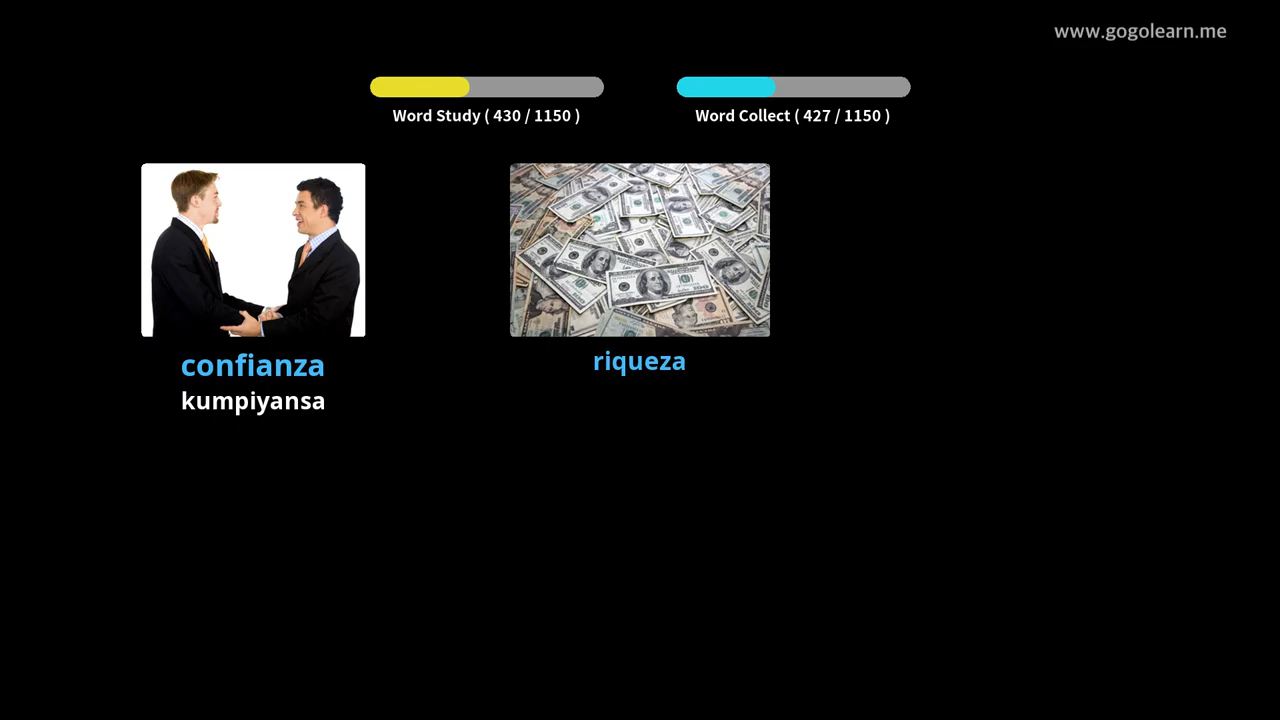 www.gogolearn.me
Word Study ( 430 / 1150 )
Word Collect ( 427 / 1150 )
confianza
kumpiyansa
riqueza